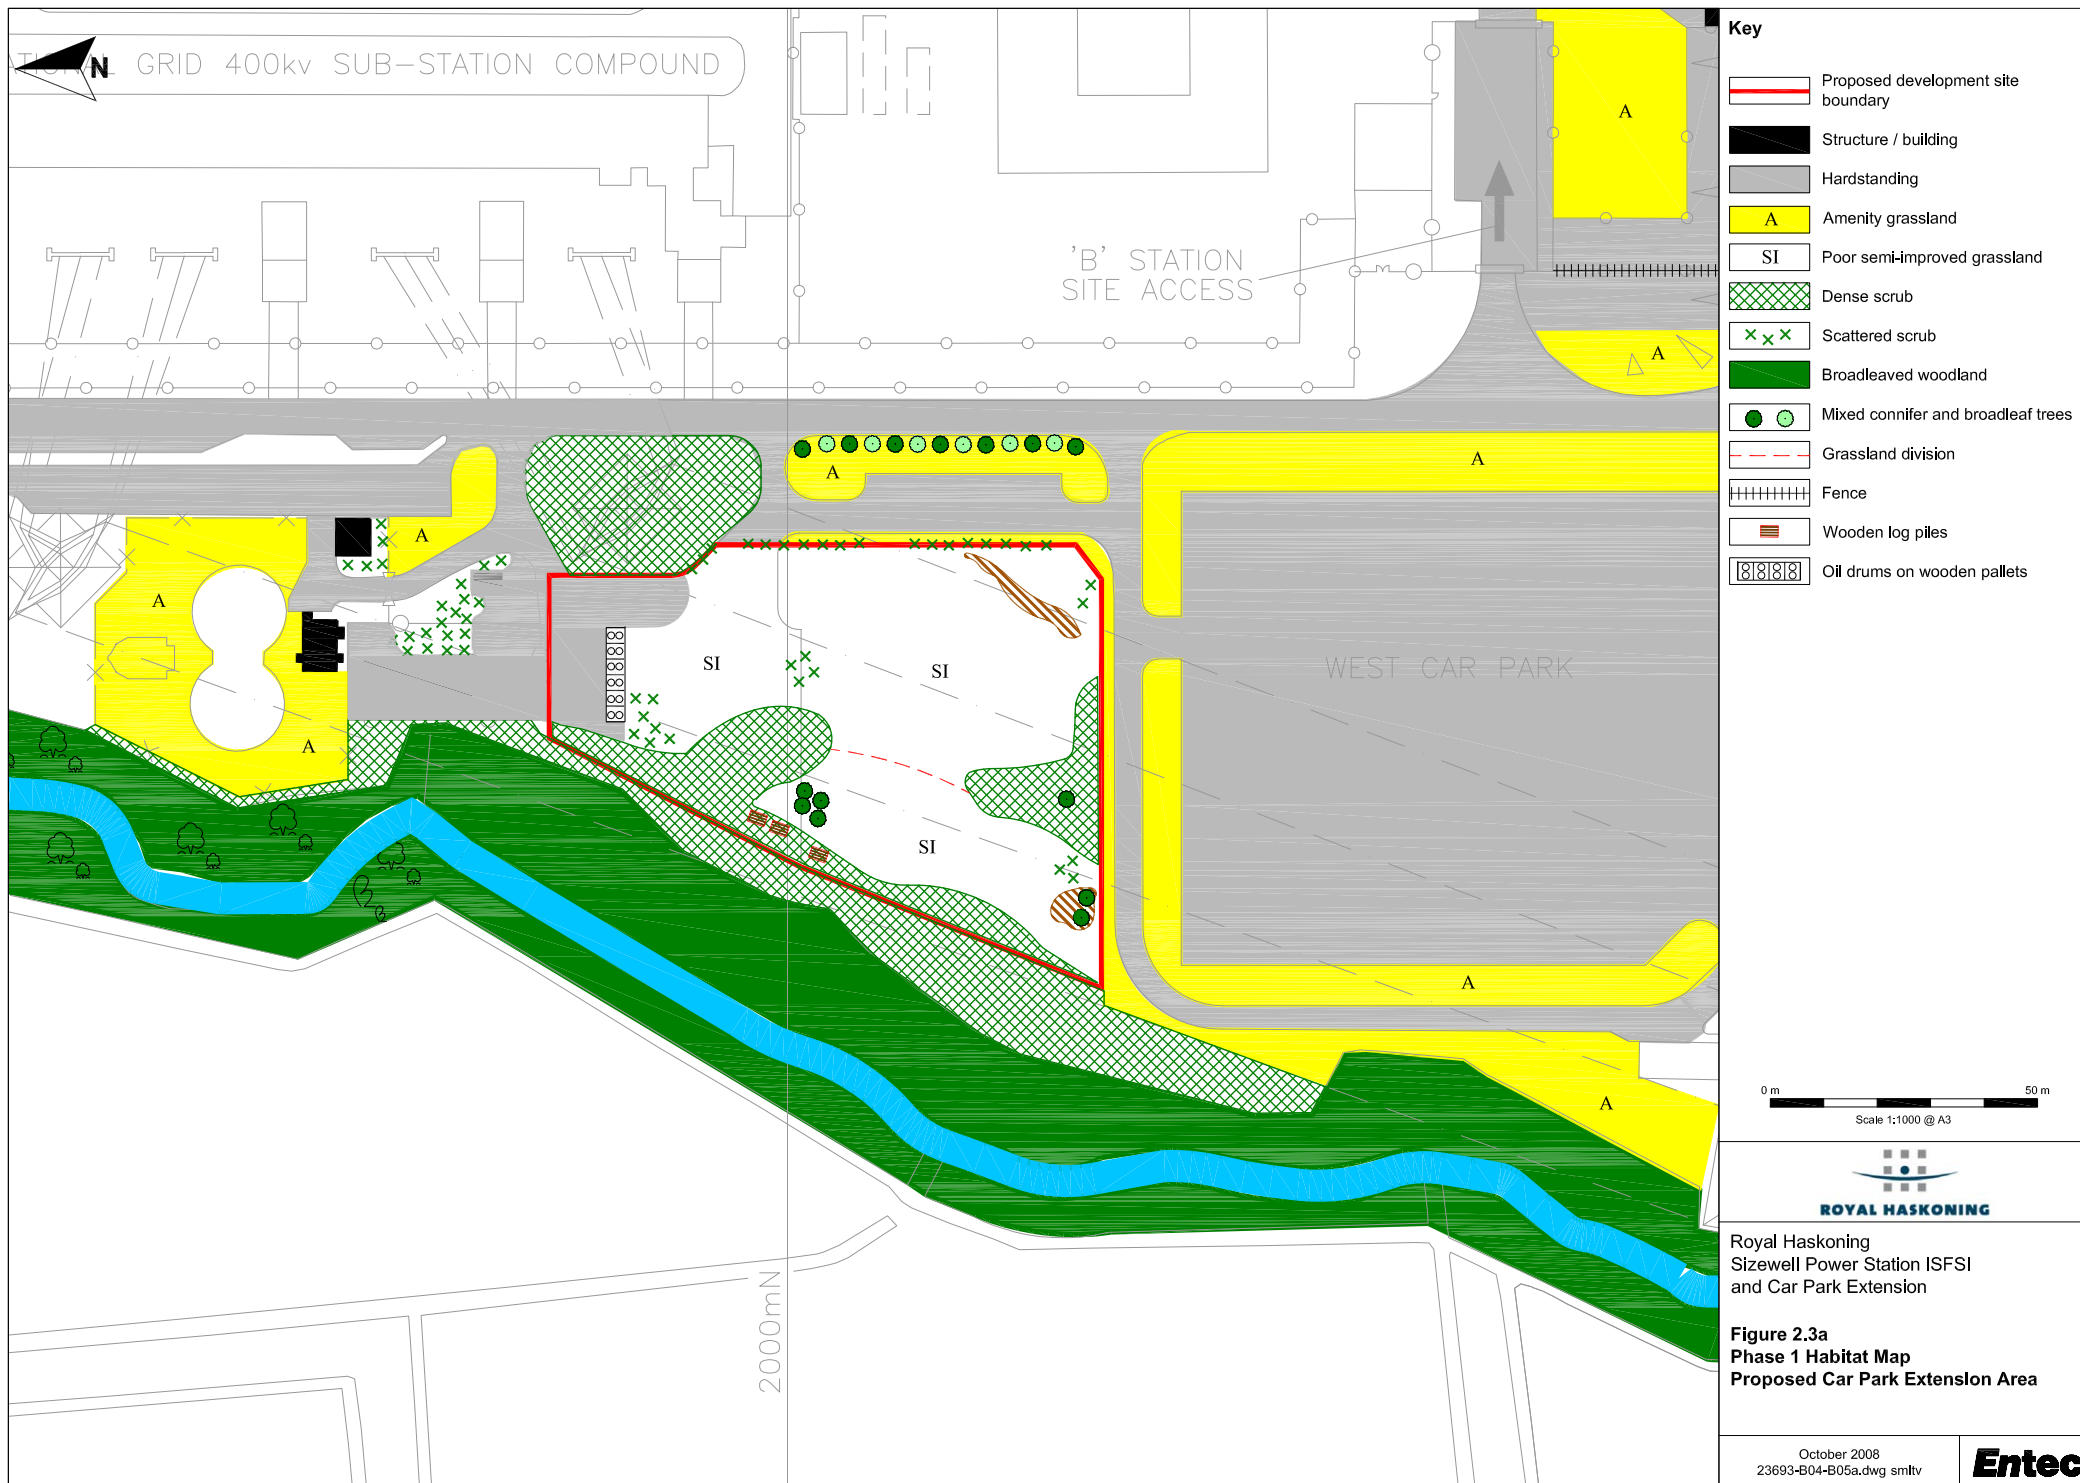 ATIONAL GRID 400kv SUB-STATION COMPOUND
N
'B' STATION
SITE ACCESS
A
A
A
A
A
A
A
SI
SI
WEST CAR PARK
A
SI
A
A
2000mN
Key
Proposed development site
boundary
Structure / building
Hardstanding
A Amenity grassland
SI Poor semi-improved grassland
Dense scrub
Scattered scrub
Broadleaved woodland
Mixed connifer and broadleaf trees
Grassland division
Fence
Wooden log piles
Oil drums on wooden pallets
0 m 50 m
Scale 1:1000 @ A3
ROYAL HASKONING
Royal Haskoning
Sizewell Power Station ISFSI
and Car Park Extension
Figure 2.3a
Phase 1 Habitat Map
Proposed Car Park Extension Area
October 2008
23693-B04-B05a.dwg smitv
Entec